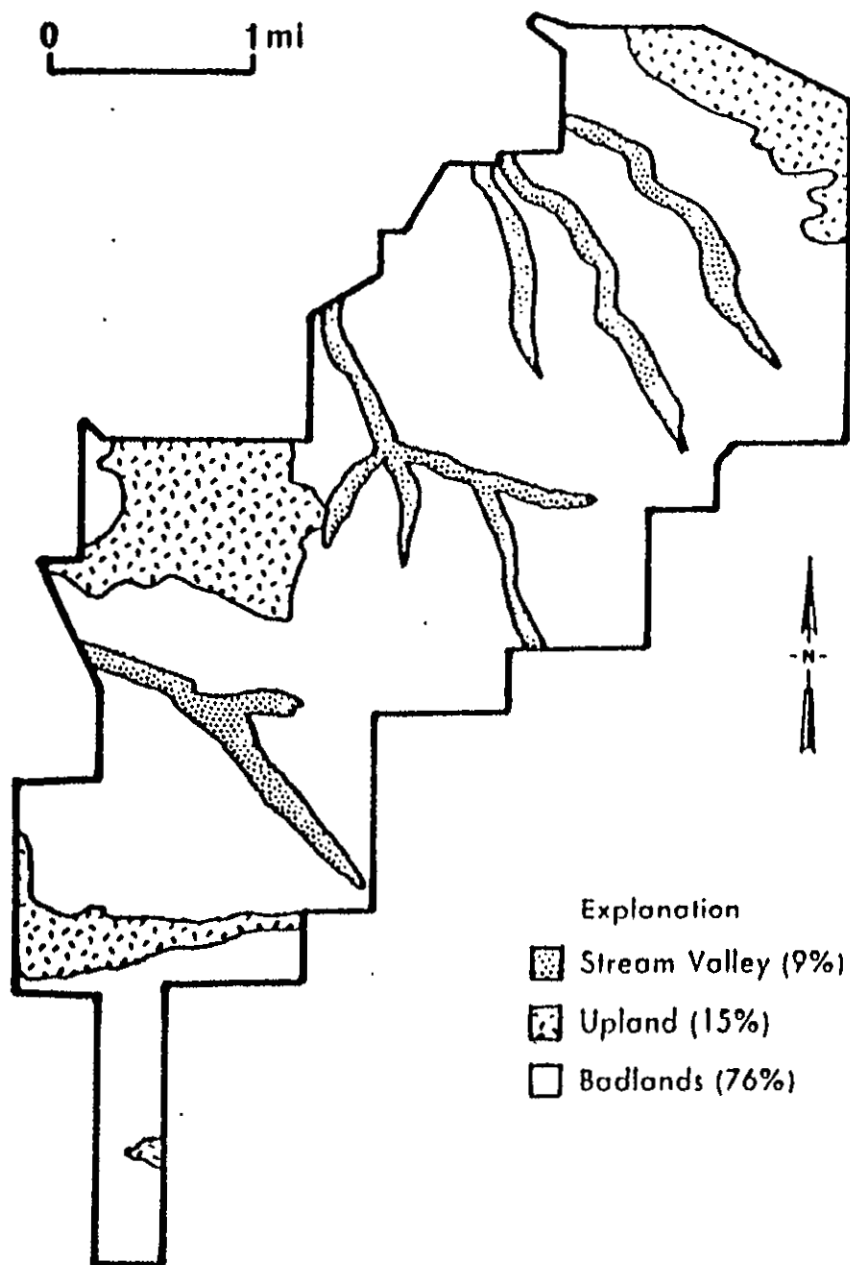 0 1 mi
-N-
Explanation
Stream Valley (9%)
Upland (15%)
Badlands (76%)